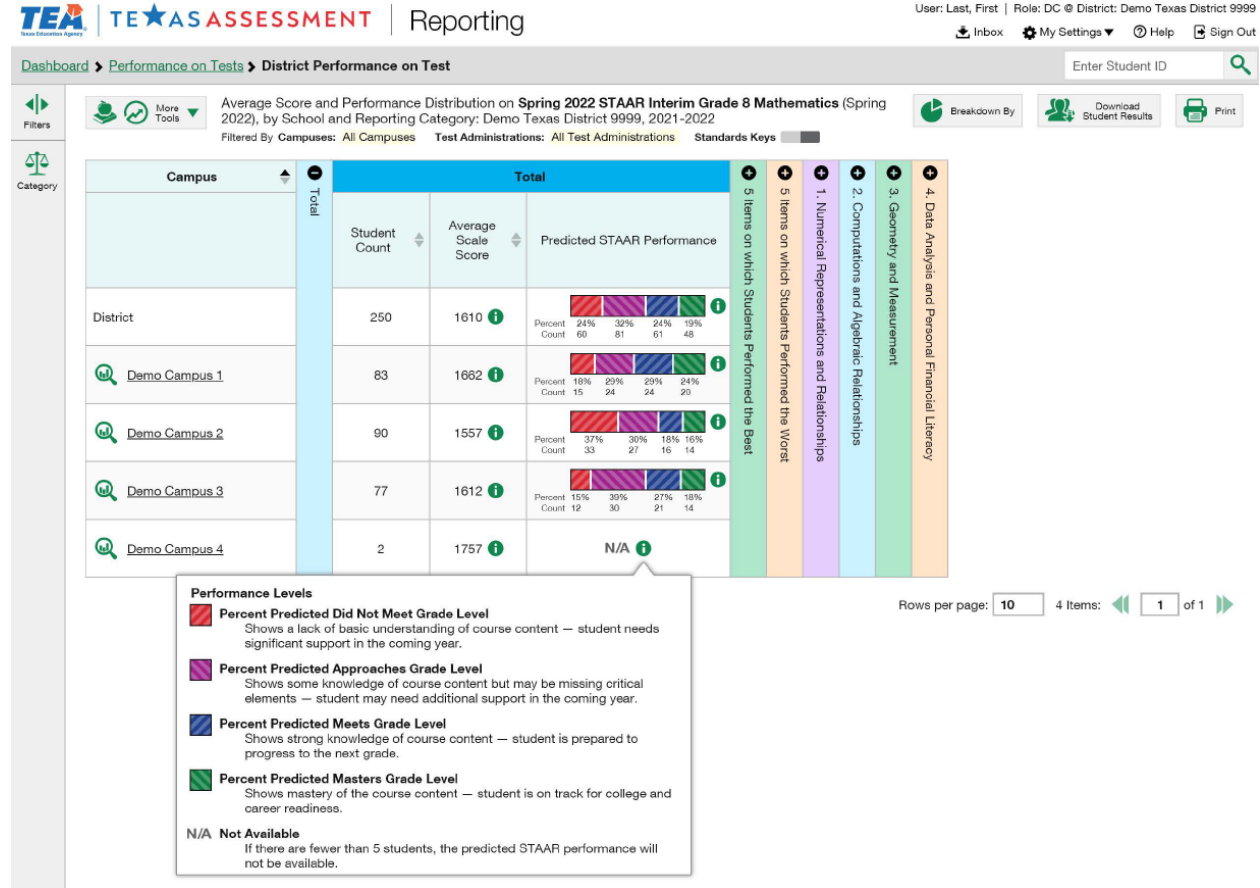 User: Last, First | Role: DC @ District: Demo Texas District 9999
TEA
Texas Education Agency
TEXAS ASSESSMENT
Reporting
Inbox My Settings Help Sign Out
Dashboard Performance on Tests District Performance on Test
Enter Student ID
Filters
Category
More Tools
Average Score and Performance Distribution on Spring 2022 STAAR Interim Grade 8 Mathematics (Spring
2022), by School and Reporting Category: Demo Texas District 9999, 2021-2022
Filtered By Campuses: All Campuses Test Administrations: All Test Administrations Standards Keys
Breakdown By
Download
Student Results
Print
Campus
Total
Total
Student
Count
Average
Scale
Score
Predicted STAAR Performance
5 Items on which Students Performed the Best
5 Items on which Students Performed the Worst
1. Numerical Representations and Relationships
2. Computations and Algebraic Relationships
3. Geometry and Measurement
4. Data Analysis and Personal Financial Literacy
District 250 1610
Percent 24% 32% 24% 19%
Count 60 81 61 48
Demo Campus 1 83 1662
Percent 18% 29% 29% 24%
Count 15 24 24 20
Demo Campus 2 90 1557
Percent 37% 30% 18% 16%
Count 33 27 16 14
Demo Campus 3 77 1612
Percent 15% 39% 27% 18%
Count 12 30 21 14
Demo Campus 4 2 1757 N/A
Rows per page: 10 4 Items: 1 of 1
Performance Levels
Percent Predicted Did Not Meet Grade Level
Shows a lack of basic understanding of course content — student needs
significant support in the coming year.
Percent Predicted Approaches Grade Level
Shows some knowledge of course content but may be missing critical
elements — student may need additional support in the coming year.
Percent Predicted Meets Grade Level
Shows strong knowledge of course content — student is prepared to
progress to the next grade.
Percent Predicted Masters Grade Level
Shows mastery of the course content — student is on track for college and
career readiness.
N/A Not Available
If there are fewer than 5 students, the predicted STAAR performance will
not be available.